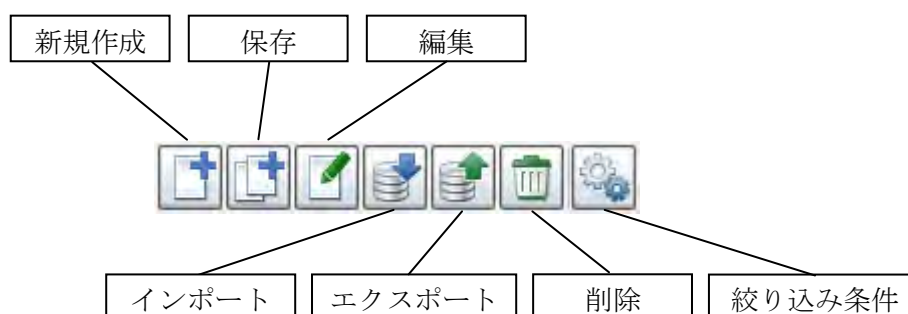 新規作成
保存
編集
インポート
エクスポート
削除
絞り込み条件